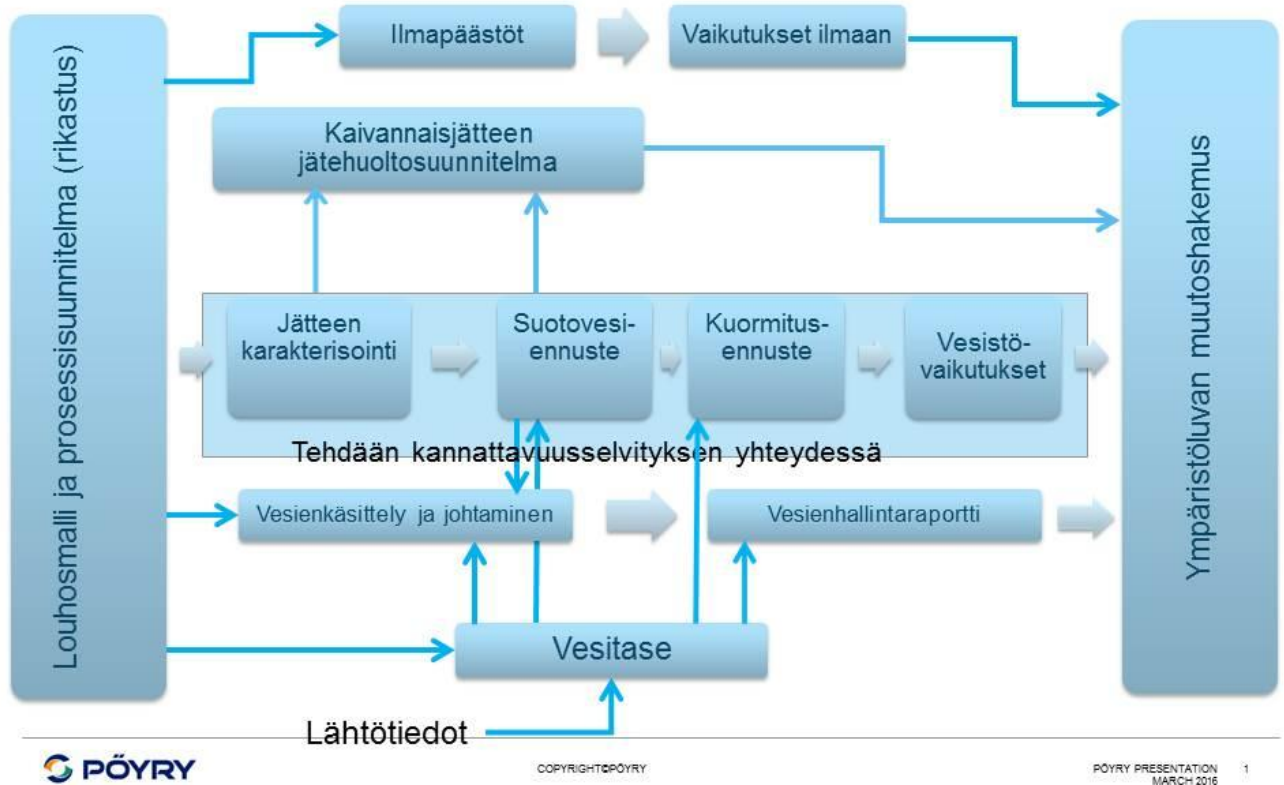 Louhosmalli ja prosessisuunnitelma (rikastus)
Ilmapäästöt
Vaikutukset ilmaan
Kaivannaisjätteen
jätehuoltosuunnitelma
Jätteen
karakterisointi
Suotovesi-
ennuste
Kuormitus-
ennuste
Vesistö-
vaikutukset
Tehdään kannattavuusselvityksen yhteydessä
Vesienkäsittely ja johtaminen
Vesienhallintaraportti
Vesitase
Lähtötiedot
Ympäristöluvan muutoshakemus
PÖYRY
COPYRIGHT©PÖYRY
PÖYRY PRESENTATION 1
MARCH 2016